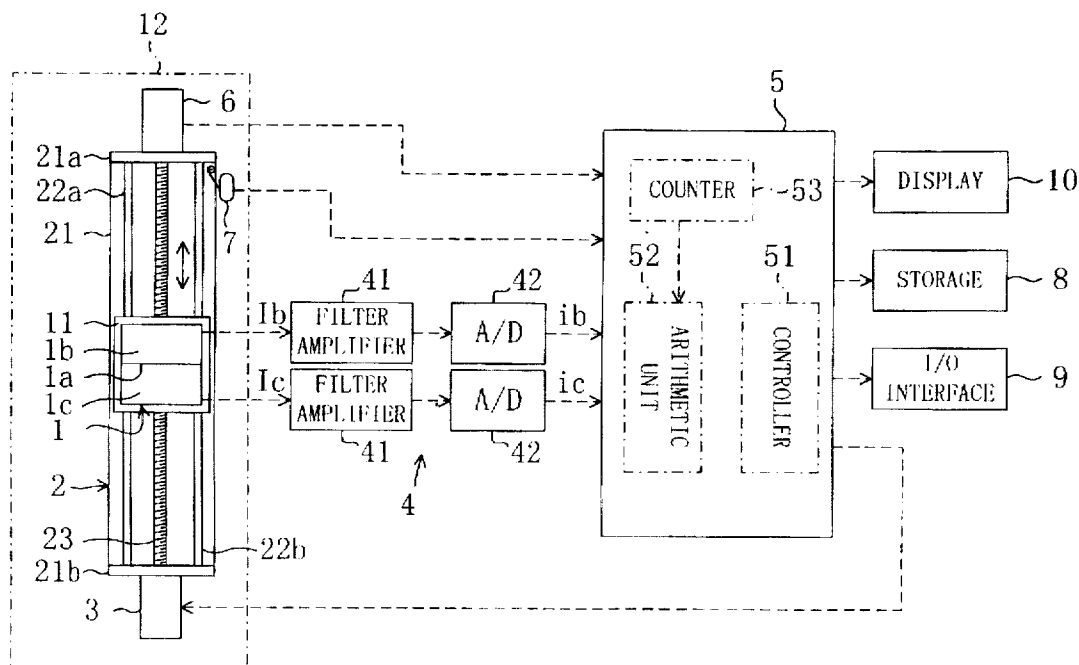 12
6
5
21a
22a
COUNTER
53
DISPLAY
10
21
7
52
51
41
42
STORAGE
8
11
Ib
FILTER
AMPLIFIER
A/D
ib
1b
1a
ARITHMETIC
UNIT
CONTROLLER
I/O
INTERFACE
9
1c
Ic
FILTER
AMPLIFIER
A/D
ic
1
41
42
2
4
23
22b
21b
3